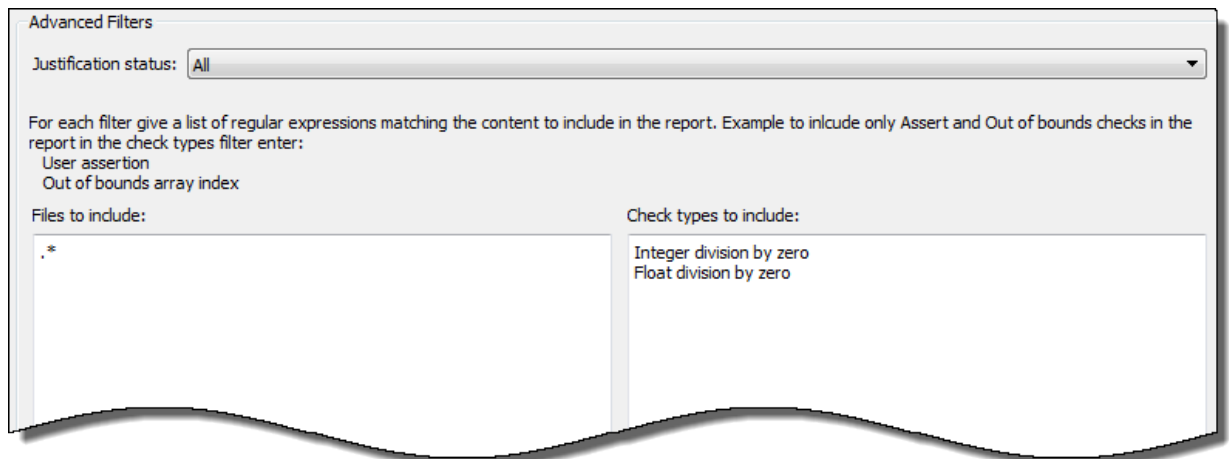 Advanced Filters
Justification status: All
For each filter give a list of regular expressions matching the content to include in the report. Example to inlcude only Assert and Out of bounds checks in the
report in the check types filter enter:
User assertion
Out of bounds array index
Files to include:
Check types to include:
.*
Integer division by zero
Float division by zero